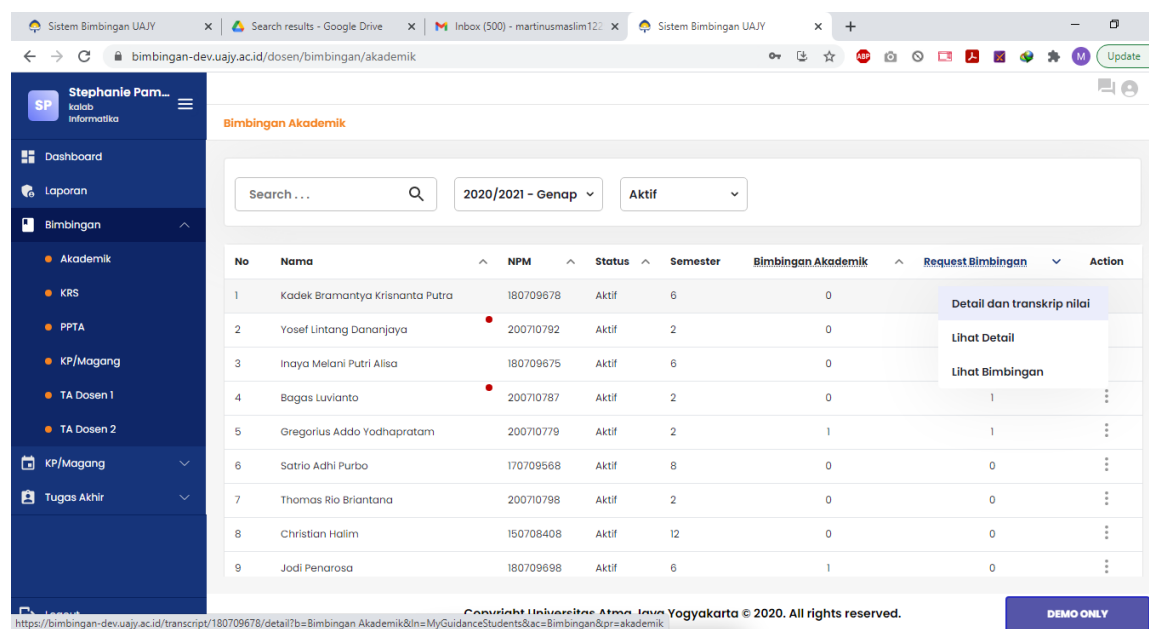 Sistem Bimbingan UAJY
Search results - Google Drive
Inbox (500) - martinusmaslim122
Sistem Bimbingan UAJY
bimbingan-dev.uajy.ac.id/dosen/bimbingan/akademik
ABP
M
Update
SP
Stephanie Pam...
kalab
Informatika
Bimbingan Akademik
Dashboard
Laporan
Bimbingan
Akademik
KRS
PPTA
KP/Magang
TA Dosen 1
TA Dosen 2
KP/Magang
Tugas Akhir
Search . . .
2020/2021 - Genap
Aktif
No Nama NPM Status Semester Bimbingan Akademik Request Bimbingan Action
1 Kadek Bramantya Krisnanta Putra 180709678 Aktif 6 0
2 Yosef Lintang Dananjaya 200710792 Aktif 2 0
3 Inaya Melani Putri Alisa 180709675 Aktif 6 0
4 Bagas Luvianto 200710787 Aktif 2 0 1
5 Gregorius Addo Yodhapratam 200710779 Aktif 2 1 1
6 Satrio Adhi Purbo 170709568 Aktif 8 0 0
7 Thomas Rio Briantana 200710798 Aktif 2 0 0
8 Christian Halim 150708408 Aktif 12 0 0
9 Jodi Penarosa 180709698 Aktif 6 1 0
Detail dan transkrip nilai
Lihat Detail
Lihat Bimbingan
Copyright Universitas Atma Jaya Yogyakarta © 2020. All rights reserved.
DEMO ONLY
https://bimbingan-dev.uajy.ac.id/transcript/180709678/detail?b=Bimbingan Akademik&ln=MyGuidanceStudents&ac=Bimbingan&pr=akademik